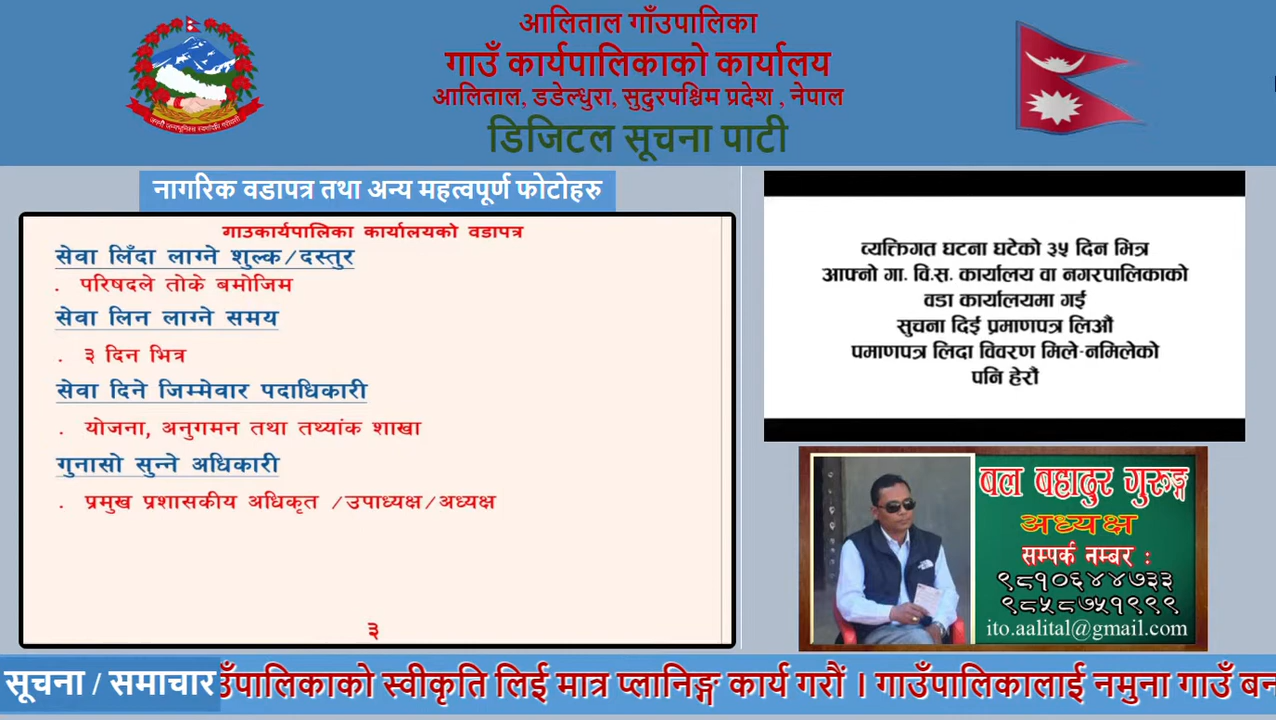 आलिताल गाँउपालिका
गाउँ कार्यपालिकाको कार्यालय
आलिताल, डडेल्धुरा, सुदुरपश्चिम प्रदेश , नेपाल
डिजिटल सूचना पाटी
नागरिक वडापत्र तथा अन्य महत्वपूर्ण फोटोहरु
गाउकार्यपालिका कार्यालयको वडापत्र
सेवा लिँदा लाग्ने शुल्क/दस्तुर
. परिषदले तोके बमोजिम
सेवा लिन लाग्ने समय
. ३ दिन भित्र
सेवा दिने जिम्मेवार पदाधिकारी
. योजना, अनुगमन तथा तथ्यांक शाखा
गुनासो सुन्ने अधिकारी
. प्रमुख प्रशासकीय अधिकृत /उपाध्यक्ष/अध्यक्ष
३
व्यक्तिगत घटना घटेको ३५ दिन भित्र
आफ्नो गा. वि.स. कार्यालय वा नगरपालिकाको
वडा कार्यालयमा गई
सुचना दिई प्रमाणपत्र लिऔं
पमाणपत्र लिदा विवरण मिले-नमिलेको
पनि हेरौं
बल बहादुर गुरुङ्ग
अध्यक्ष
सम्पर्क नम्बर :
९८१०६४४७३३
९८५८७५१९९९
ito.aalital@gmail.com
सूचना / समाचार
उँपालिकाको स्वीकृति लिई मात्र प्लानिङ्ग कार्य गरौं । गाउँपालिकालाई नमुना गाउँ बन